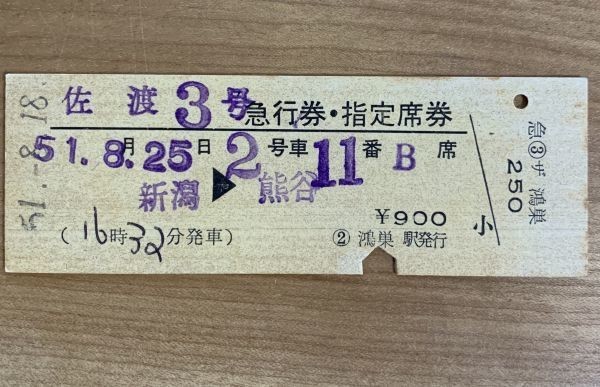 51.-8.18.
佐渡3号
急行券・指定席券
51.8月25日 2号車 11番 B席
新潟▶熊谷
¥900
(16時32分発車)
② 鴻巣 駅発行
小
急 ③ ザ 鴻巣
250